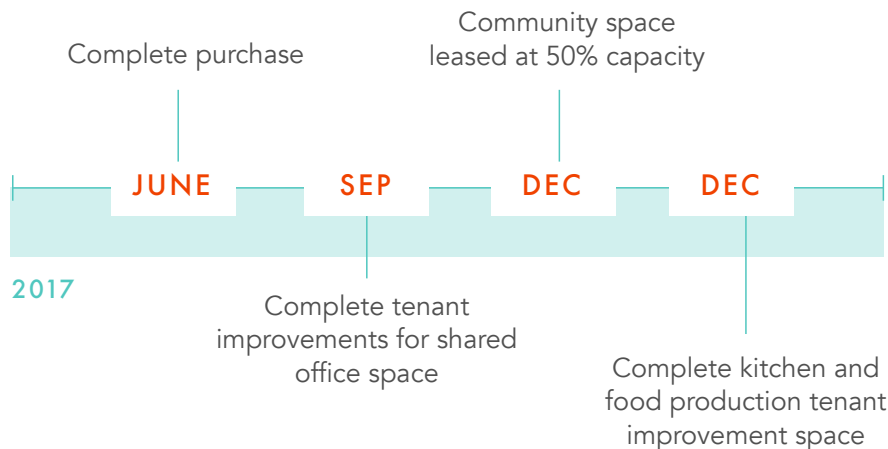 Complete purchase
Community space
leased at 50% capacity
JUNE
SEP
DEC
DEC
2017
Complete tenant
improvements for shared
office space
Complete kitchen and
food production tenant
improvement space